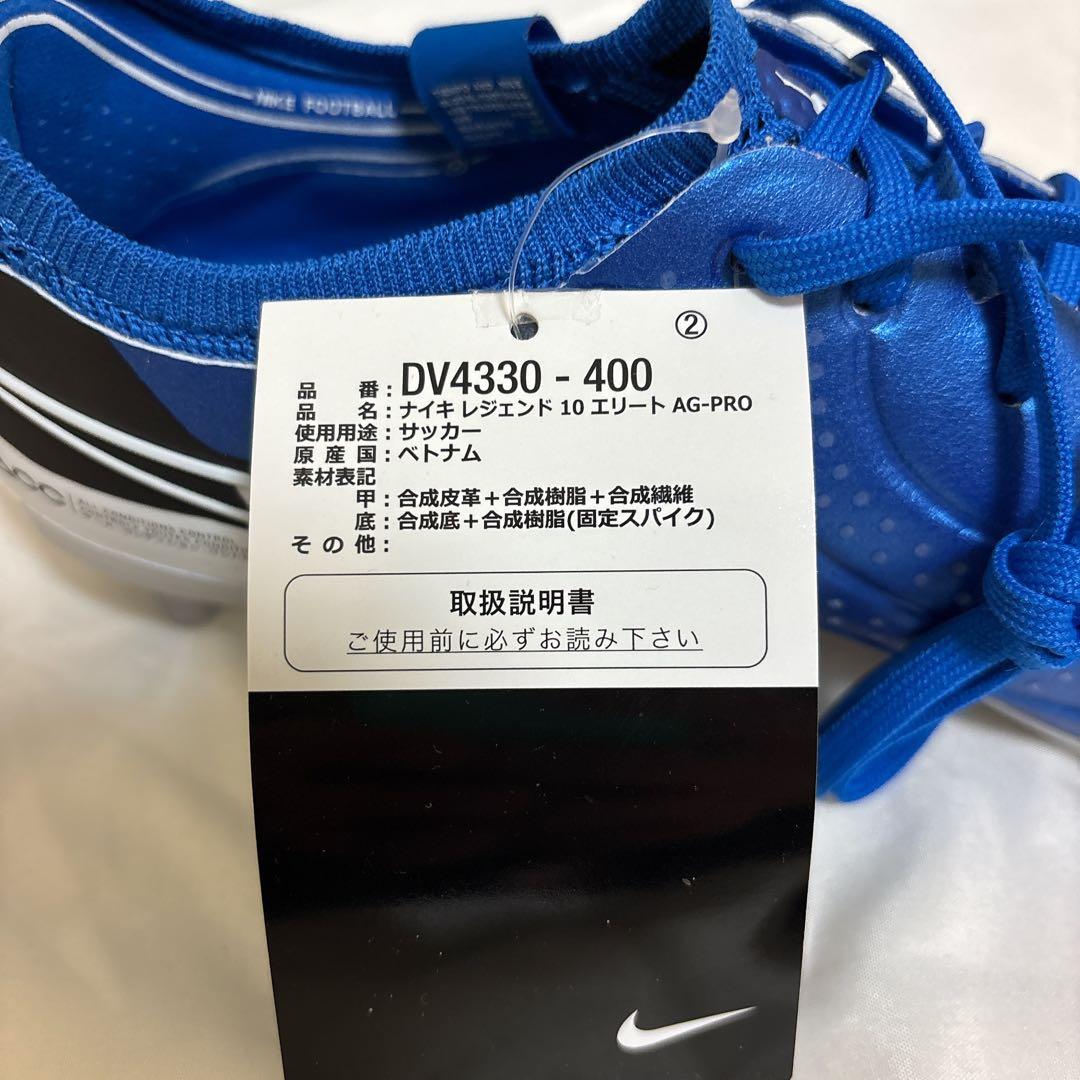 NIKE FOOTBALL
②
品 番 : DV4330 - 400
品 名 : ナイキ レジェンド 10 エリート AG-PRO
使用用途 : サッカー
原 産 国 : ベトナム
素材表記
甲 : 合成皮革＋合成樹脂＋合成繊維
底 : 合成底＋合成樹脂(固定スパイク)
そ の 他 :
取扱説明書
ご使用前に必ずお読み下さい
ACC
ALL CONDITIONS CONTROL